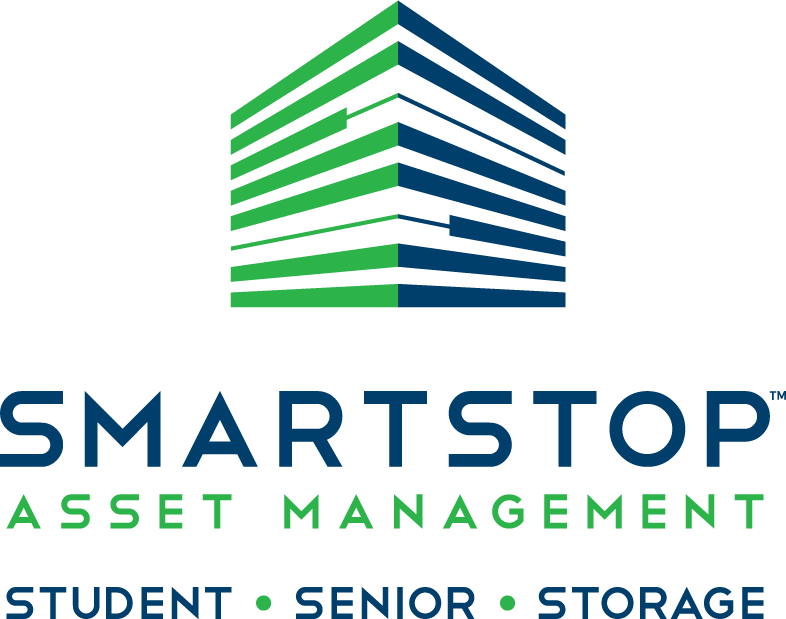 SMARTSTOP™
ASSET MANAGEMENT
STUDENT • SENIOR • STORAGE